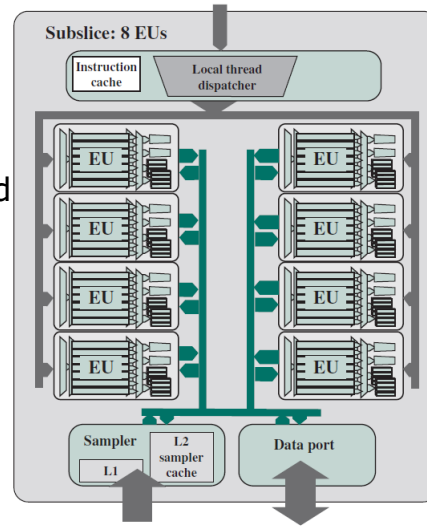 Subslice: 8 EUs
Instruction
cache
Local thread
dispatcher
EU
EU
d
EU
EU
EU
EU
EU
EU
Sampler
L1
L2
sampler
cache
Data port